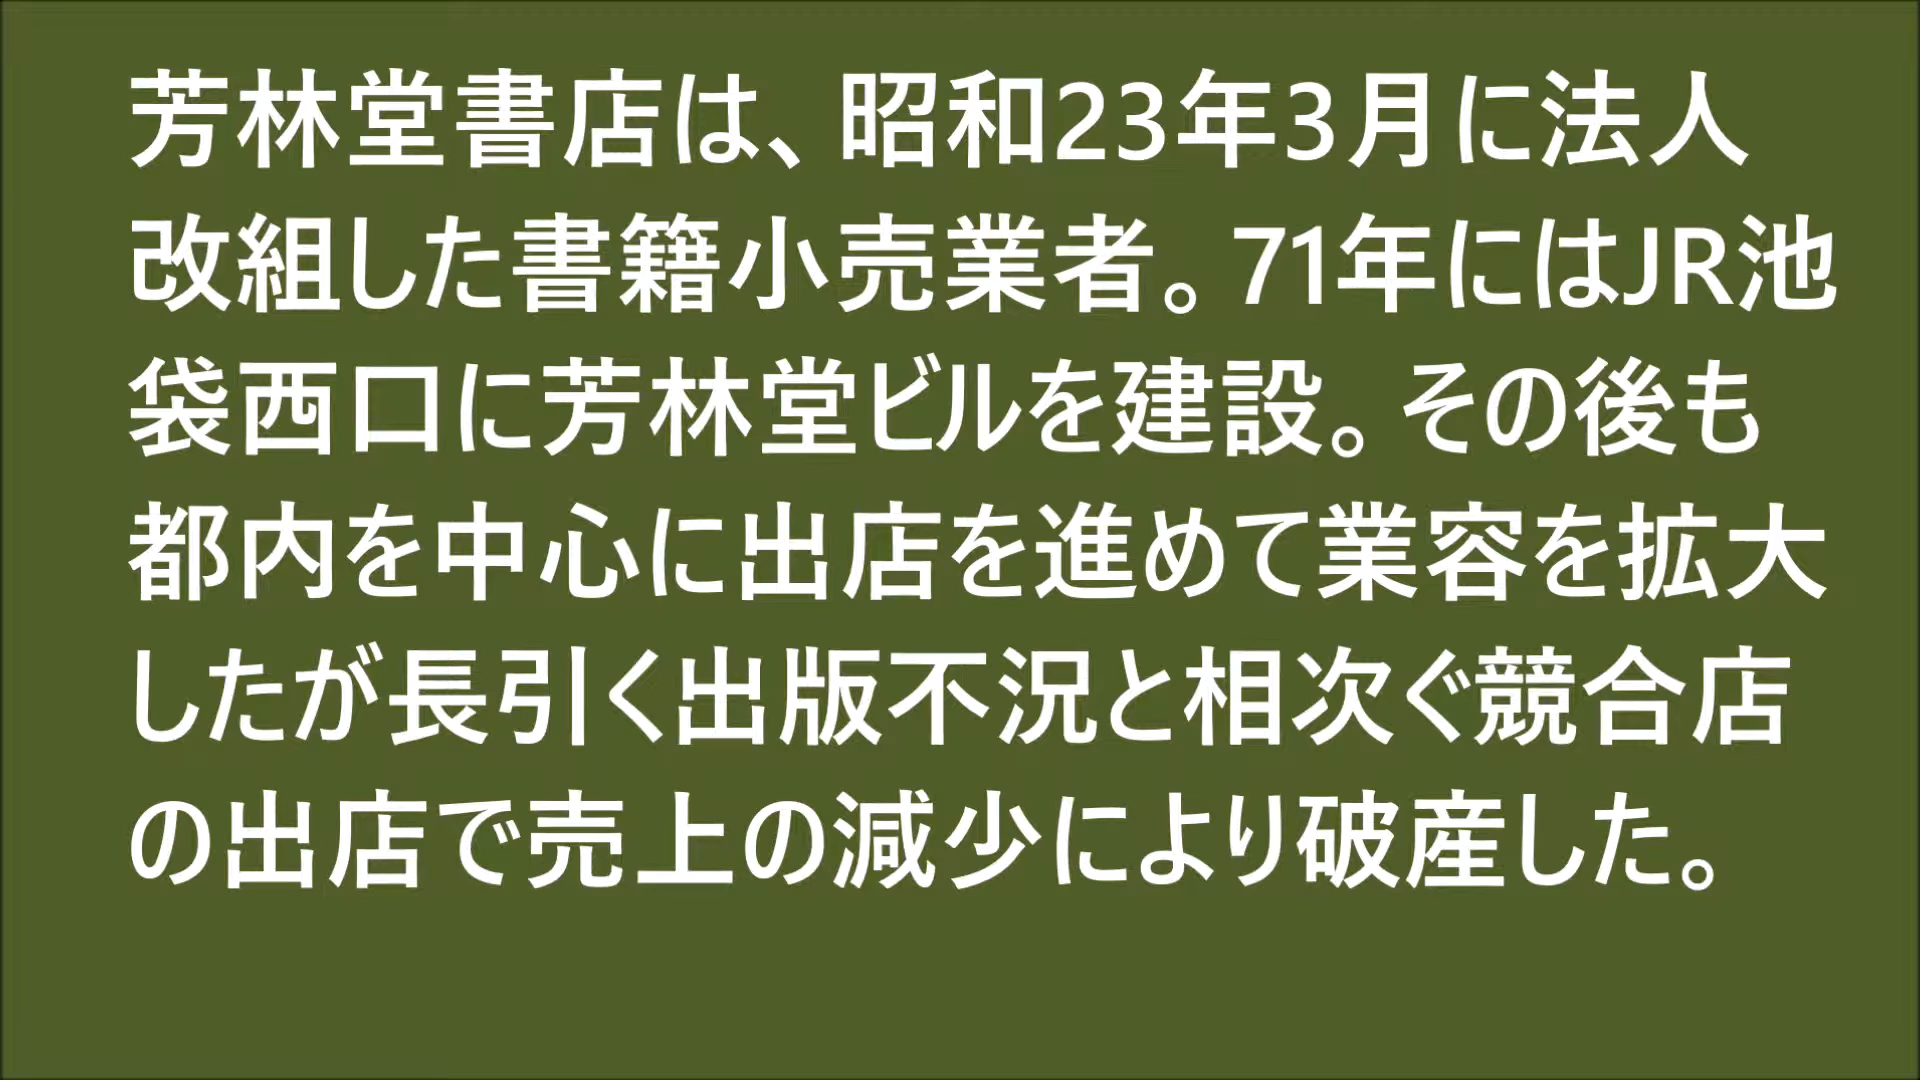 芳林堂書店は、昭和23年3月に法人
改組した書籍小売業者。71年にはJR池
袋西口に芳林堂ビルを建設。その後も
都内を中心に出店を進めて業容を拡大
したが長引く出版不況と相次ぐ競合店
の出店で売上の減少により破産した。